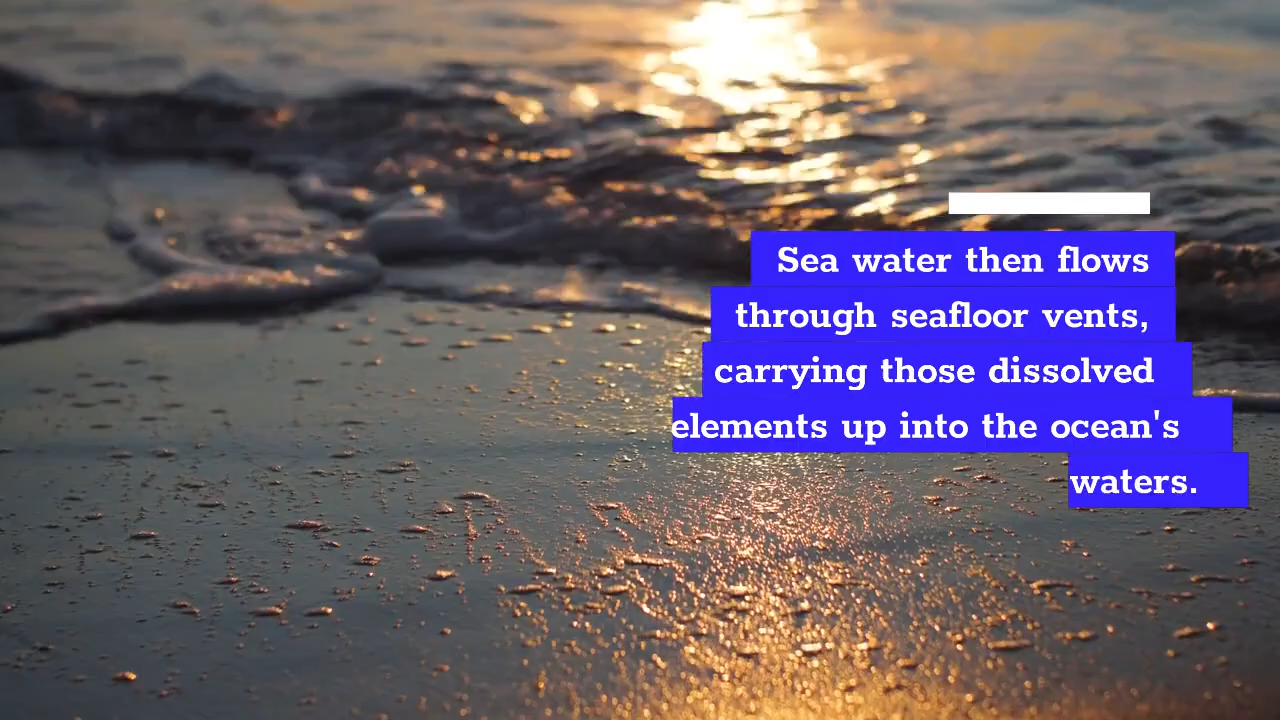 Sea water then flows
through seafloor vents,
carrying those dissolved
elements up into the ocean's
waters.